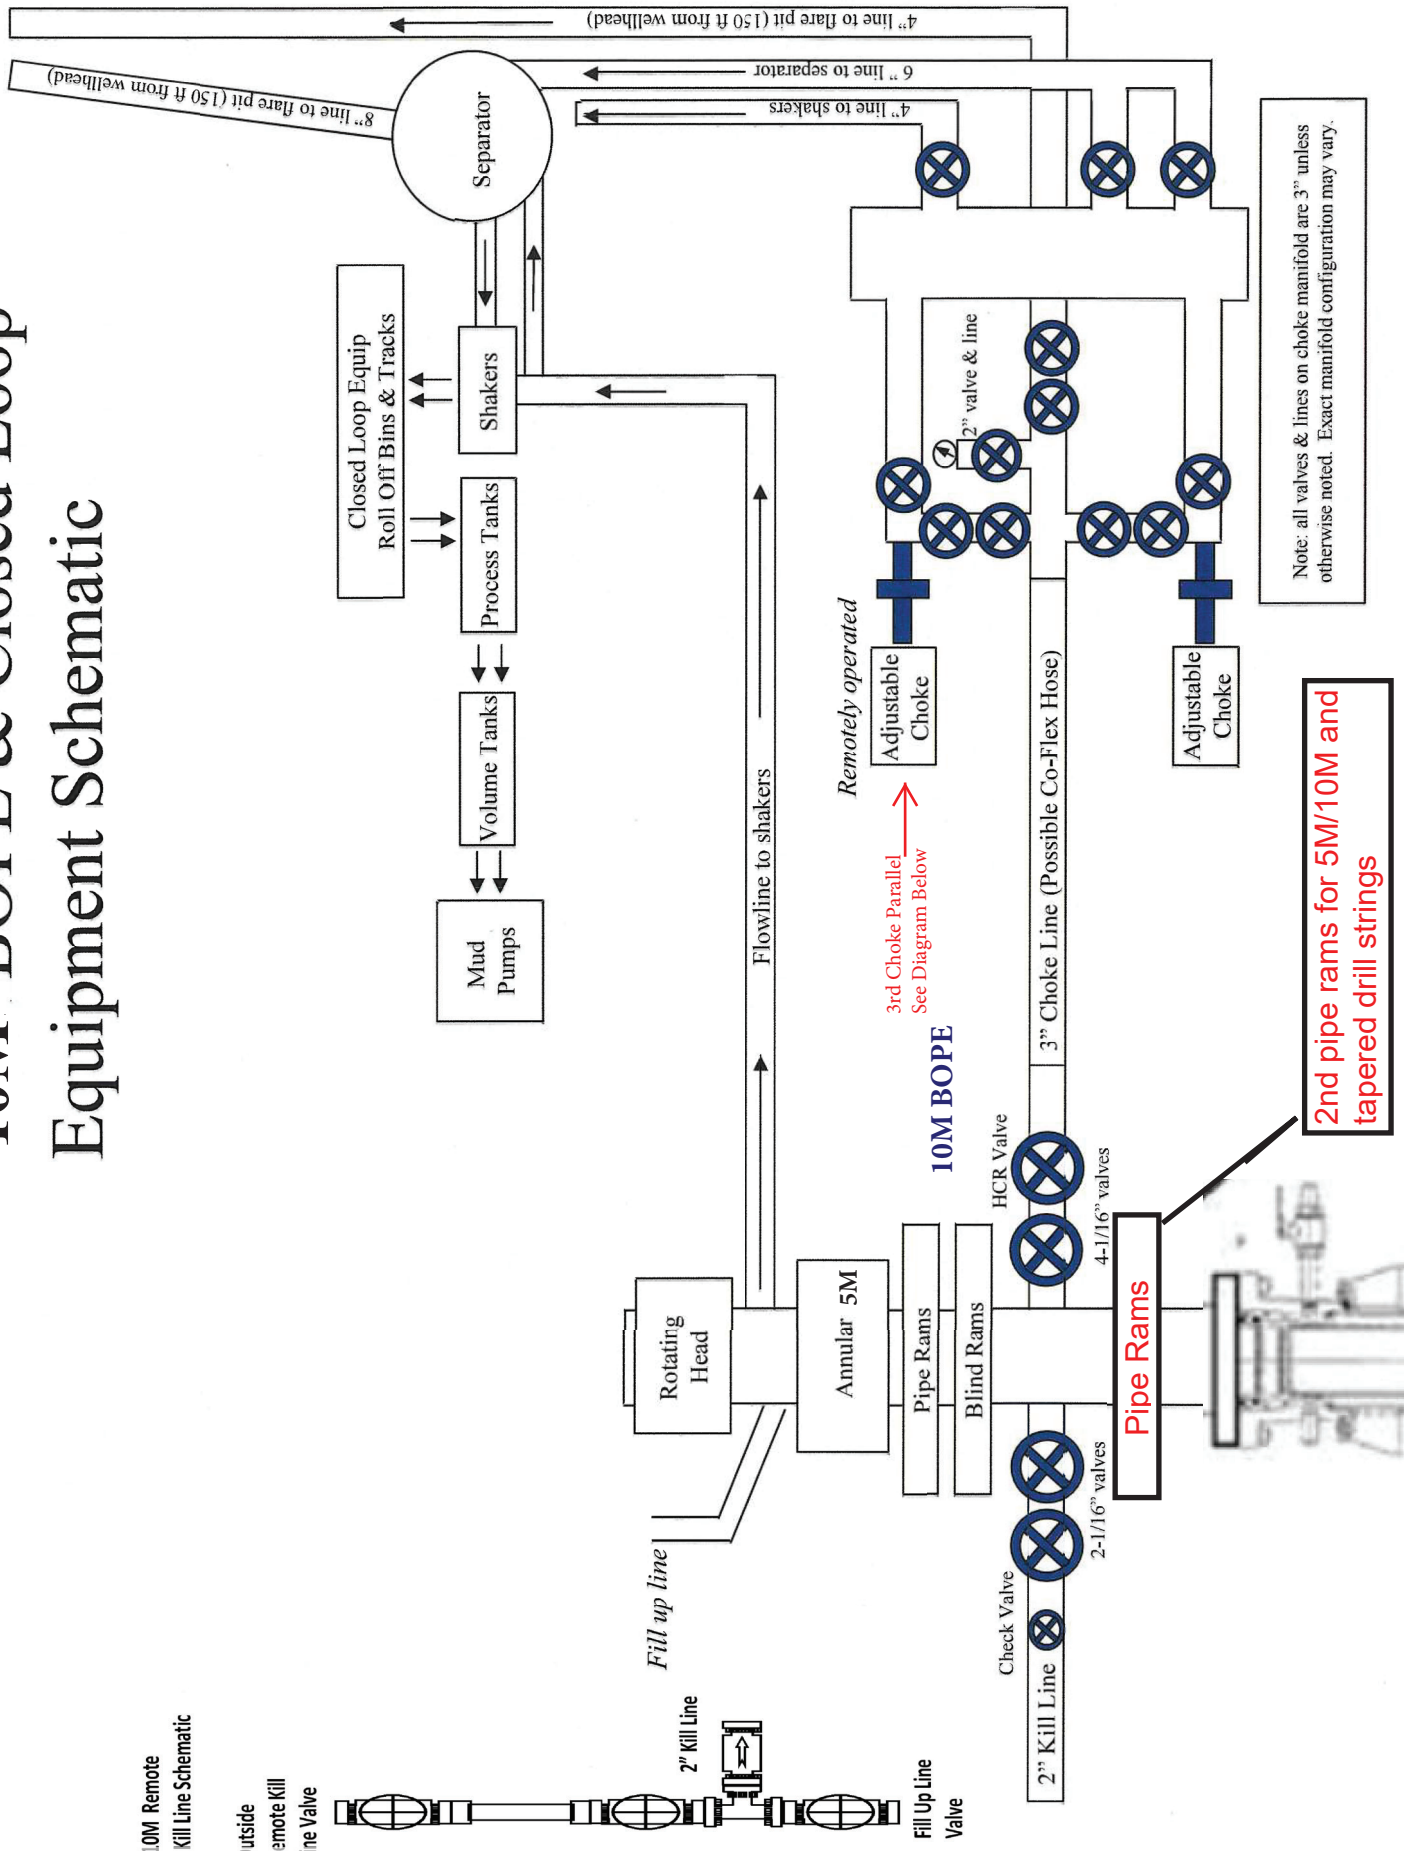 Equipment Schematic
4” line to flare pit (150 ft from wellhead)
8” line to flare pit (150 ft from wellhead)
6” line to separator
4” line to shakers
Separator
Closed Loop Equip
Roll Off Bins & Tracks
Shakers
Process Tanks
Volume Tanks
Mud
Pumps
Flowline to shakers
2” valve & line
Remotely operated
Adjustable
Choke
3rd Choke Parallel
See Diagram Below
10M BOPE
3” Choke Line (Possible Co-Flex Hose)
Adjustable
Choke
Note: all valves & lines on choke manifold are 3” unless
otherwise noted. Exact manifold configuration may vary.
Rotating
Head
Fill up line
Annular 5M
Pipe Rams
Blind Rams
HCR Valve
4-1/16” valves
Check Valve
2-1/16” valves
2” Kill Line
Pipe Rams
2nd pipe rams for 5M/10M and
tapered drill strings
Remote
Kill Line Schematic
Valve
2” Kill Line
Fill Up Line
Valve